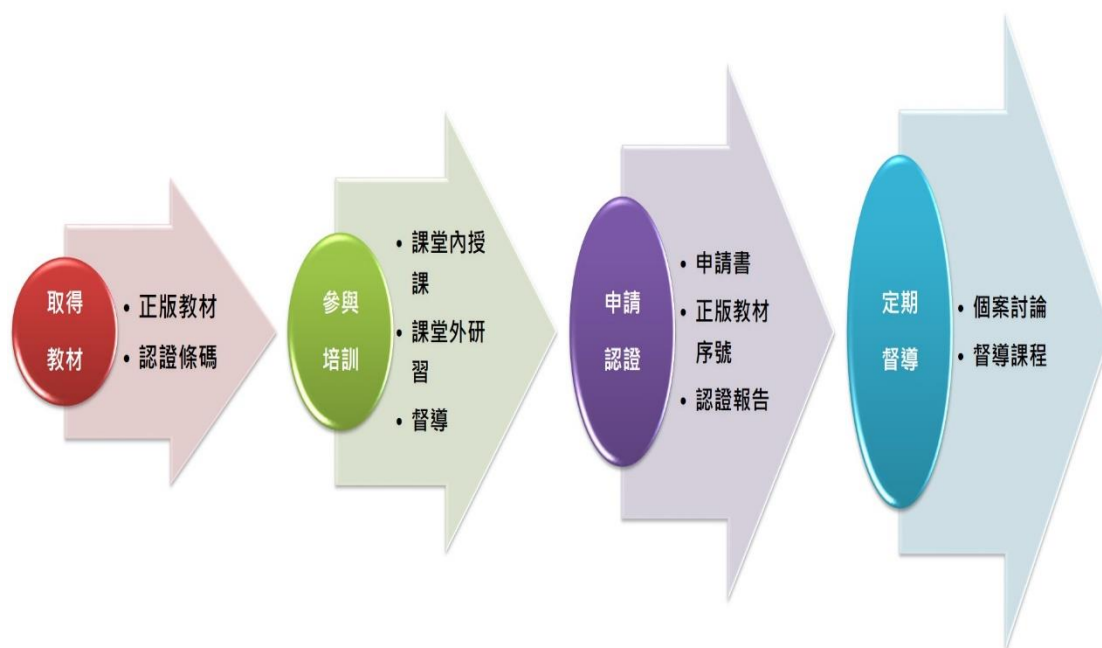 取得
教材
• 正版教材
• 認證條碼
參與
培訓
• 課堂內授
課
• 課堂外研
習
• 督導
申請
認證
• 申請書
• 正版教材
序號
• 認證報告
定期
督導
• 個案討論
• 督導課程